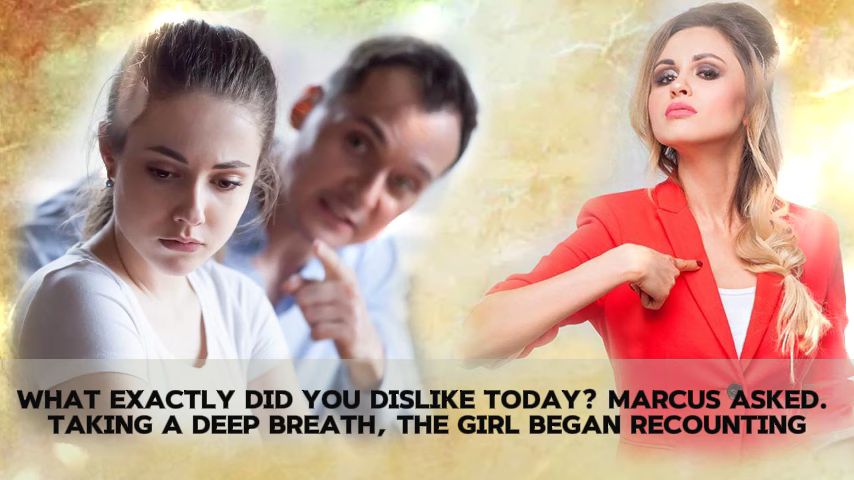 WHAT EXACTLY DID YOU DISLIKE TODAY? MARCUS ASKED.
TAKING A DEEP BREATH, THE GIRL BEGAN RECOUNTING